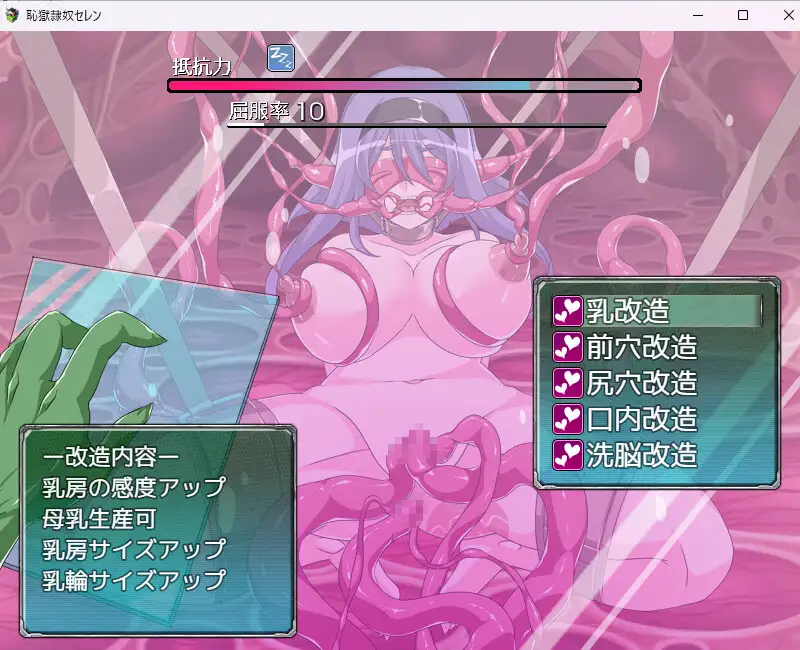 恥獄隷奴セレン
抵抗力
屈服率 10
乳改造
前穴改造
尻穴改造
口内改造
洗脳改造
―改造内容―
乳房の感度アップ
母乳生産可
乳房サイズアップ
乳輪サイズアップ